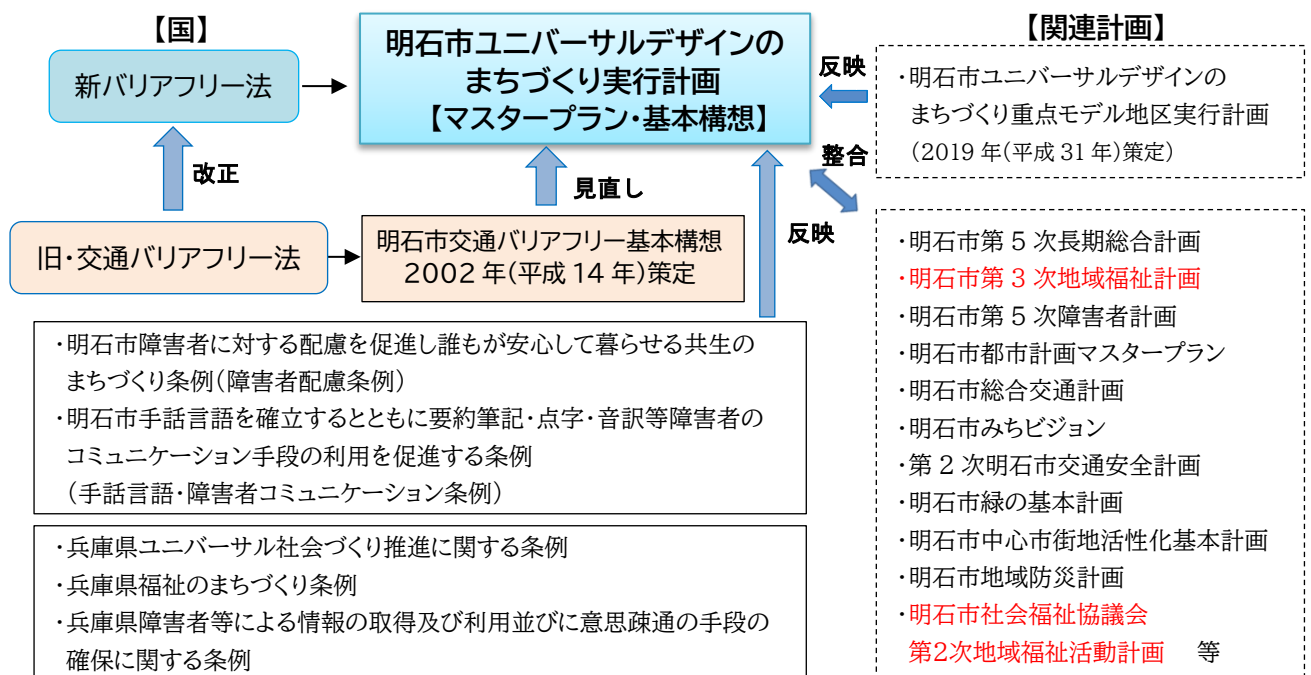 【国】
新バリアフリー法
改正
旧・交通バリアフリー法
明石市ユニバーサルデザインの
まちづくり実行計画
【マスタープラン・基本構想】
見直し
明石市交通バリアフリー基本構想
2002 年(平成 14 年)策定
反映
・明石市障害者に対する配慮を促進し誰もが安心して暮らせる共生の
まちづくり条例(障害者配慮条例)
・明石市手話言語を確立するとともに要約筆記・点字・音訳等障害者の
コミュニケーション手段の利用を促進する条例
(手話言語・障害者コミュニケーション条例)
・兵庫県ユニバーサル社会づくり推進に関する条例
・兵庫県福祉のまちづくり条例
・兵庫県障害者等による情報の取得及び利用並びに意思疎通の手段の
確保に関する条例
【関連計画】
反映
・明石市ユニバーサルデザインの
まちづくり重点モデル地区実行計画
(2019 年(平成 31 年)策定)
整合
・明石市第 5 次長期総合計画
・明石市第 3 次地域福祉計画
・明石市第 5 次障害者計画
・明石市都市計画マスタープラン
・明石市総合交通計画
・明石市みちビジョン
・第 2 次明石市交通安全計画
・明石市緑の基本計画
・明石市中心市街地活性化基本計画
・明石市地域防災計画
・明石市社会福祉協議会
第2次地域福祉活動計画 等